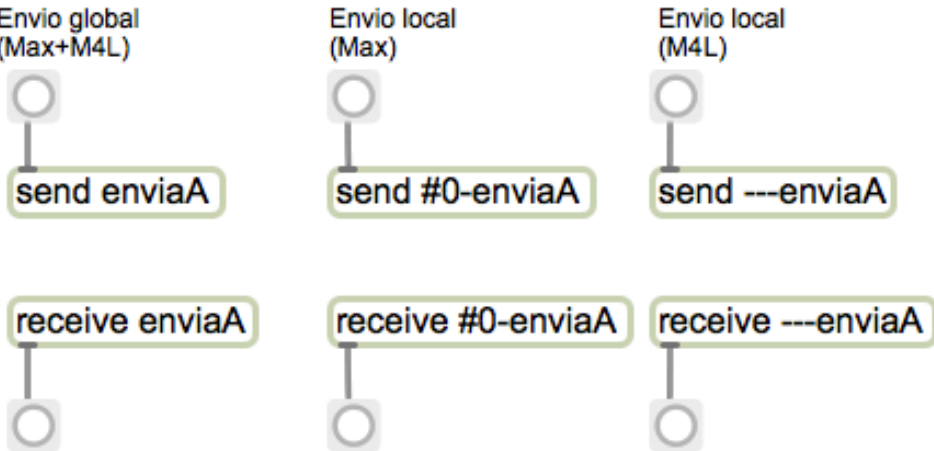 Envio global
(Max+M4L)
Envio local
(Max)
Envio local
(M4L)
send enviaA
send #0-enviaA
send ---enviaA
receive enviaA
receive #0-enviaA
receive ---enviaA